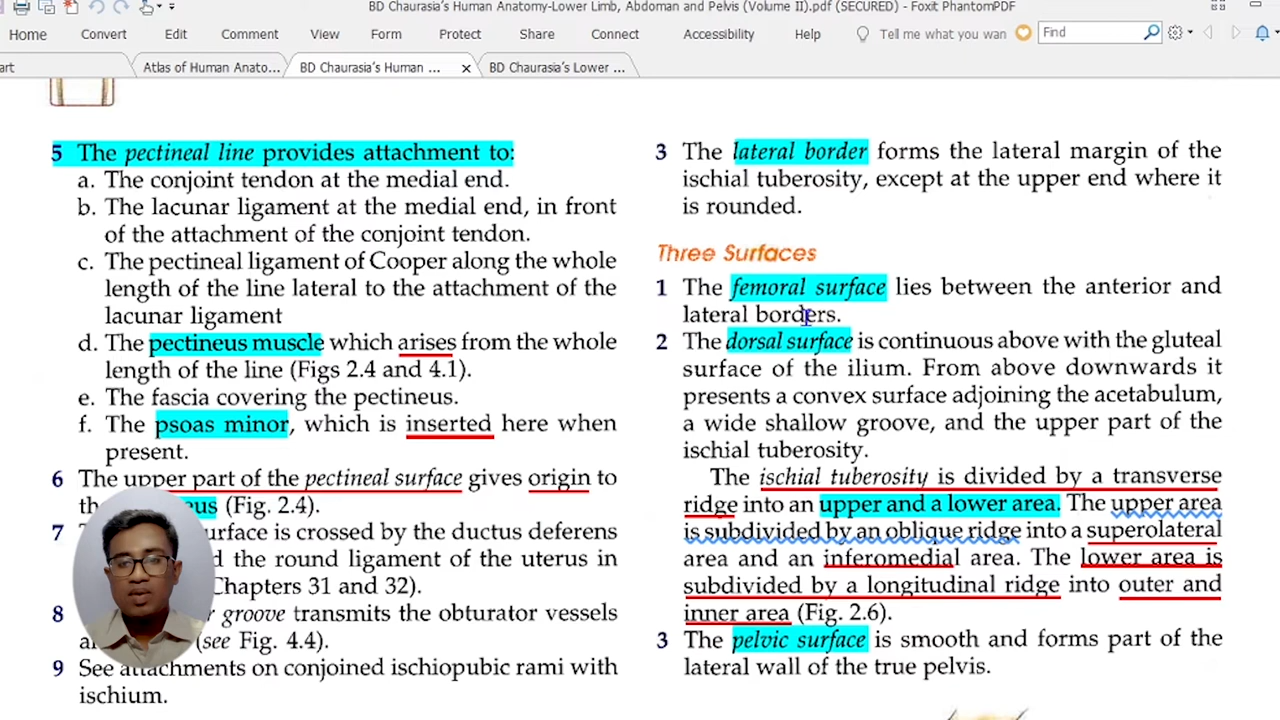 BD Chaurasia's Human Anatomy-Lower Limb, Abdoman and Pelvis (Volume II).pdf (SECURED) - Foxit PhantomPDF
Home Convert Edit Comment View Form Protect Share Connect Accessibility Help Tell me what you wan Find
art Atlas of Human Anato... BD Chaurasia's Human ... BD Chaurasia's Lower ...
5 The pectineal line provides attachment to:
a. The conjoint tendon at the medial end.
b. The lacunar ligament at the medial end, in front
of the attachment of the conjoint tendon.
c. The pectineal ligament of Cooper along the whole
length of the line lateral to the attachment of the
lacunar ligament
d. The pectineus muscle which arises from the whole
length of the line (Figs 2.4 and 4.1).
e. The fascia covering the pectineus.
f. The psoas minor, which is inserted here when
present.
6 The upper part of the pectineal surface gives origin to
the eus (Fig. 2.4).
7 urface is crossed by the ductus deferens
d the round ligament of the uterus in
Chapters 31 and 32).
8 r groove transmits the obturator vessels
(see Fig. 4.4).
9 See attachments on conjoined ischiopubic rami with
ischium.
3 The lateral border forms the lateral margin of the
ischial tuberosity, except at the upper end where it
is rounded.
Three Surfaces
1 The femoral surface lies between the anterior and
lateral borders.
2 The dorsal surface is continuous above with the gluteal
surface of the ilium. From above downwards it
presents a convex surface adjoining the acetabulum,
a wide shallow groove, and the upper part of the
ischial tuberosity.
The ischial tuberosity is divided by a transverse
ridge into an upper and a lower area. The upper area
is subdivided by an oblique ridge into a superolateral
area and an inferomedial area. The lower area is
subdivided by a longitudinal ridge into outer and
inner area (Fig. 2.6).
3 The pelvic surface is smooth and forms part of the
lateral wall of the true pelvis.